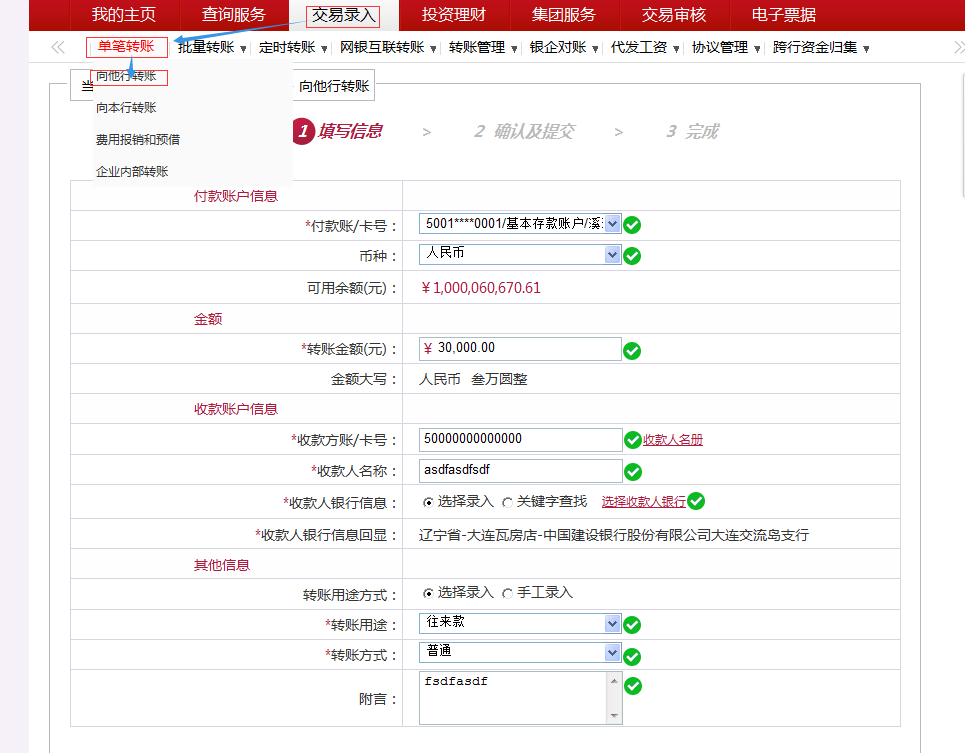 我的主页 查询服务 交易录入 投资理财 集团服务 交易审核 电子票据
单笔转账 批量转账 定时转账 网银互联转账 转账管理 银企对账 代发工资 协议管理 跨行资金归集
向他行转账
当 向他行转账
向本行转账
1 填写信息 > 2 确认及提交 > 3 完成
费用报销和预借
企业内部转账
付款账户信息
*付款账/卡号： 5001****0001/基本存款账户/溪
币种： 人民币
可用余额(元)： ￥1,000,060,670.61
金额
*转账金额(元)： ￥ 30,000.00
金额大写： 人民币 叁万圆整
收款账户信息
*收款方账/卡号： 50000000000000 收款人名册
*收款人名称： asdfasdfsdf
*收款人银行信息： 选择录入 关键字查找 选择收款人银行
*收款人银行信息回显： 辽宁省-大连瓦房店-中国建设银行股份有限公司大连交流岛支行
其他信息
转账用途方式： 选择录入 手工录入
*转账用途： 往来款
*转账方式： 普通
附言： fsdfasdf